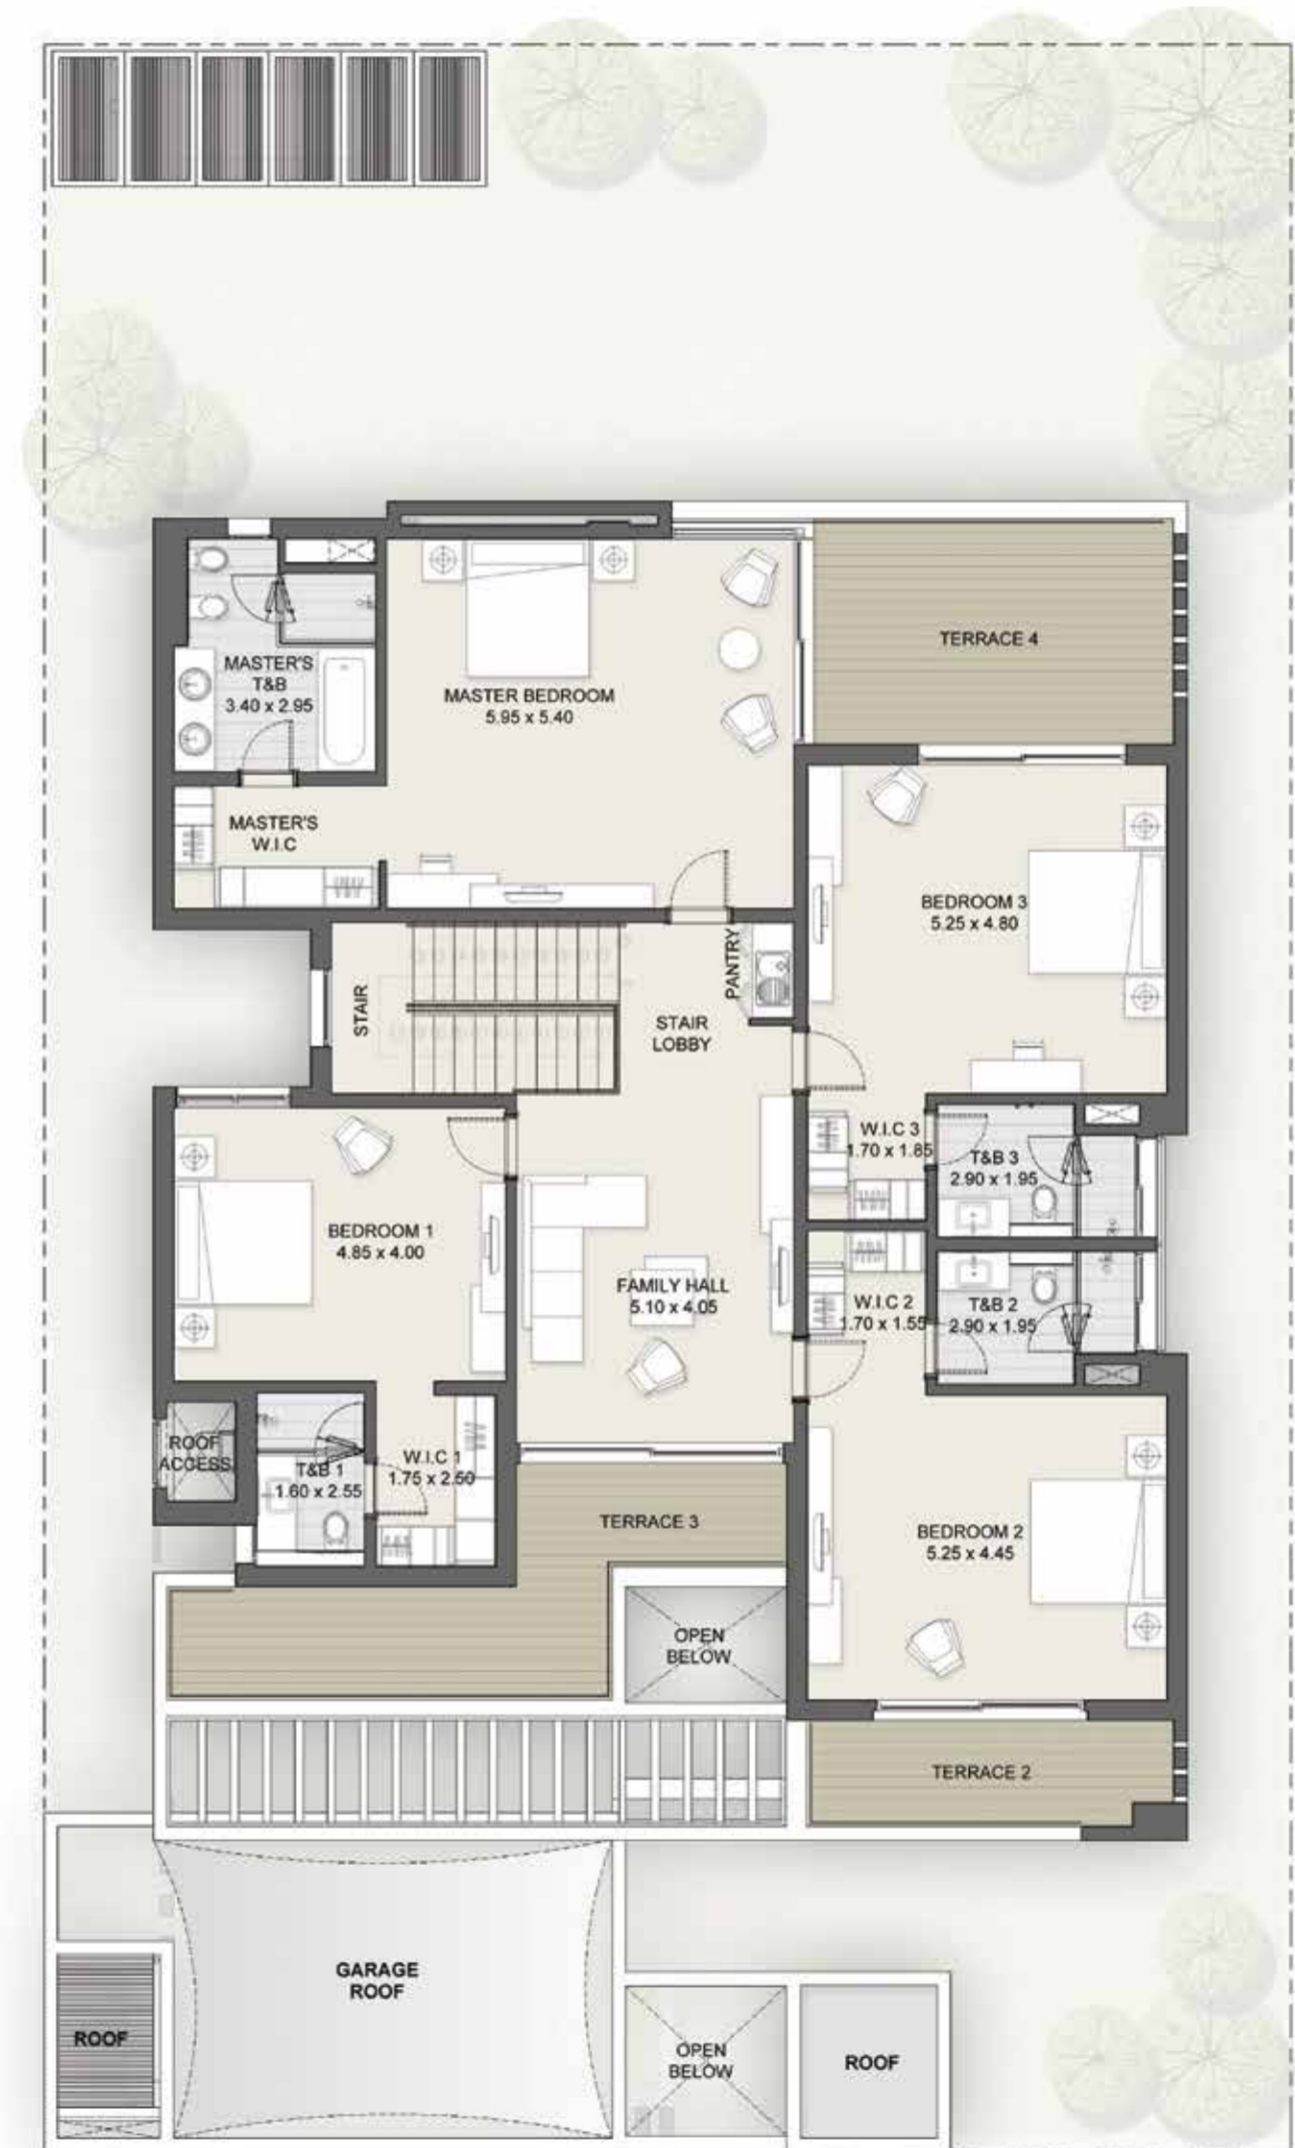 TERRACE 4
MASTER'S
T&B
3.40 x 2.95
MASTER BEDROOM
5.95 x 5.40
MASTER'S
W.I.C
BEDROOM 3
5.25 x 4.80
PANTRY
STAIR
STAIR
LOBBY
W.I.C 3
1.70 x 1.85
T&B 3
2.90 x 1.95
BEDROOM 1
4.85 x 4.00
FAMILY HALL
5.10 x 4.05
W.I.C 2
1.70 x 1.55
T&B 2
2.90 x 1.95
ROOF
ACCESS
T&B 1
1.60 x 2.55
W.I.C 1
1.75 x 2.50
TERRACE 3
BEDROOM 2
5.25 x 4.45
OPEN
BELOW
TERRACE 2
GARAGE
ROOF
ROOF
OPEN
BELOW
ROOF